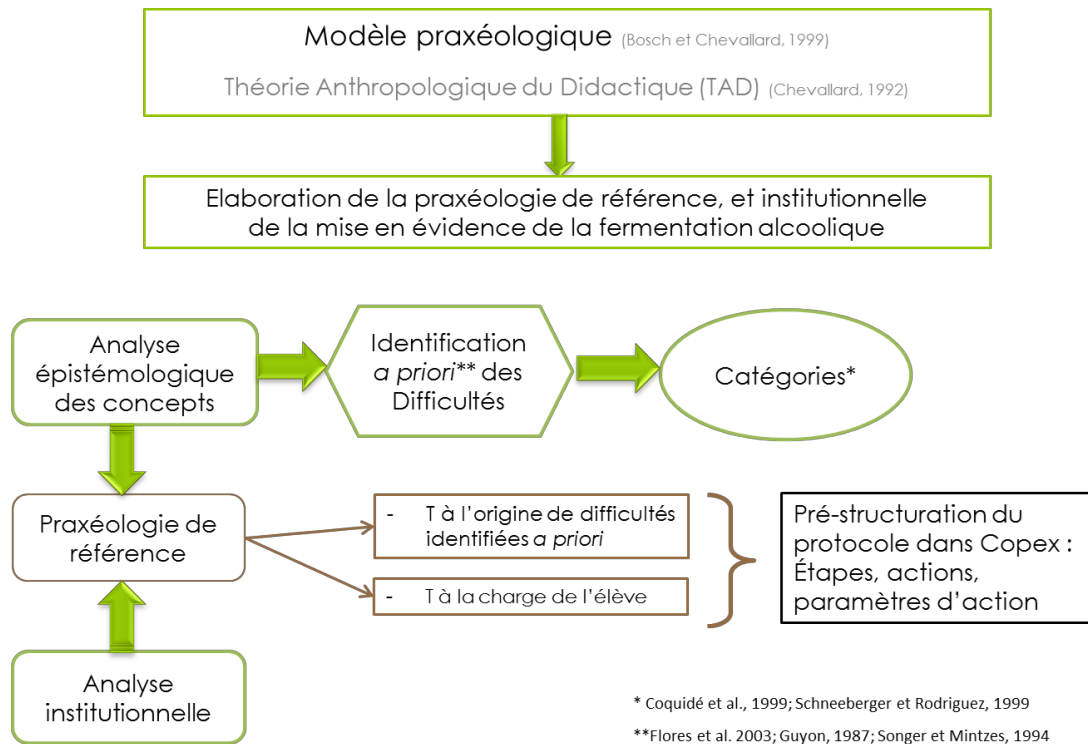 Modèle praxéologique (Bosch et Chevallard, 1999)
Théorie Anthropologique du Didactique (TAD) (Chevallard, 1992)
Elaboration de la praxéologie de référence, et institutionnelle
de la mise en évidence de la fermentation alcoolique
Analyse
épistémologique
des concepts
Identification
a priori** des
Difficultés
Catégories*
Praxéologie de
référence
- T à l'origine de difficultés
identifiées a priori
- T à la charge de l'élève
Pré-structuration du
protocole dans Copex :
Étapes, actions,
paramètres d'action
Analyse
institutionnelle
* Coquidé et al., 1999; Schneeberger et Rodriguez, 1999
**Flores et al. 2003; Guyon, 1987; Songer et Mintzes, 1994